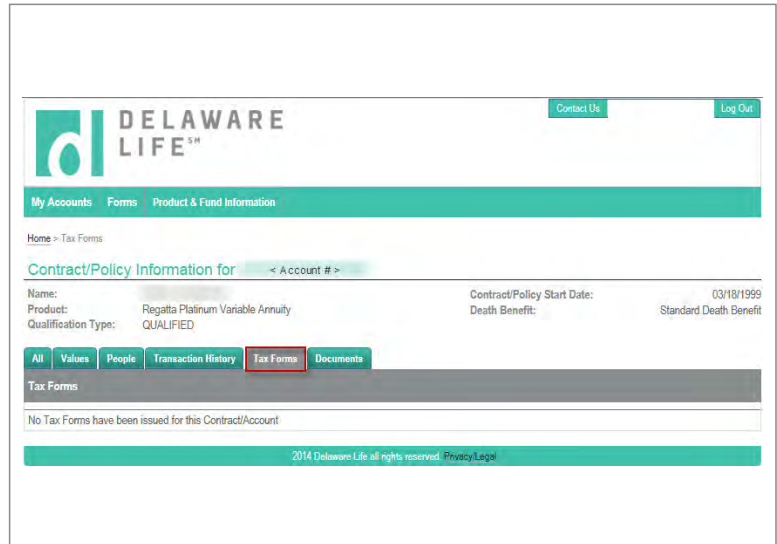 Contact Us Log Out
DELAWARE
LIFE℠
My Accounts Forms Product & Fund Information
Home > Tax Forms
Contract/Policy Information for < Account # >
Name: Contract/Policy Start Date: 03/18/1999
Product: Regatta Platinum Variable Annuity Death Benefit: Standard Death Benefit
Qualification Type: QUALIFIED
All Values People Transaction History Tax Forms Documents
Tax Forms
No Tax Forms have been issued for this Contract/Account
2014 Delaware Life all rights reserved Privacy/Legal